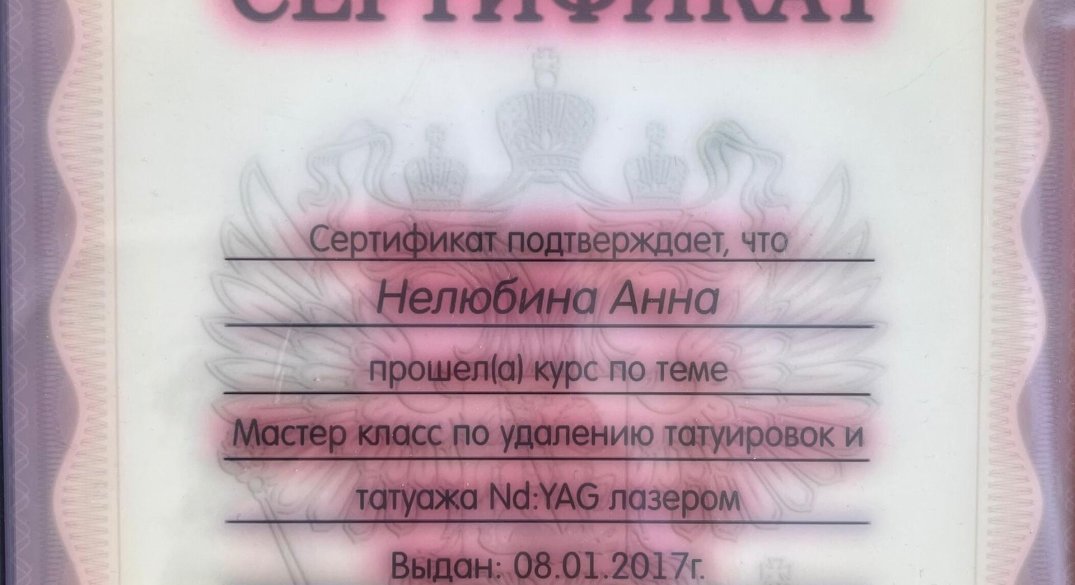 СЕРТИФИКАТ
Сертификат подтверждает, что
Нелюбина Анна
прошел(а) курс по теме
Мастер класс по удалению татуировок и
татуажа Nd:YAG лазером
Выдан: 08.01.2017г.